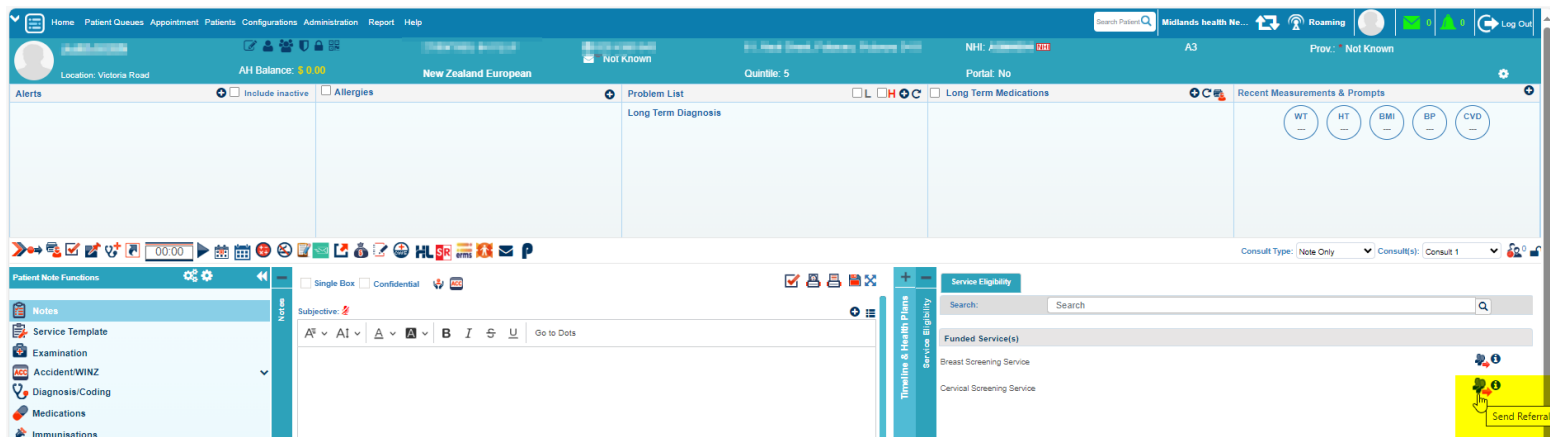 Home Patient Queues Appointment Patients Configurations Administration Report Help Search Patient Midlands health Ne... Roaming 0 0 Log Out
NHI: NHI A3 Prov.: * Not Known
* Not Known
Location: Victoria Road AH Balance: $ 0.00 New Zealand European Quintile: 5 Portal: No
Alerts Include inactive Allergies Problem List L H Long Term Medications Recent Measurements & Prompts
Long Term Diagnosis
WT HT BMI BP CVD
--- --- --- --- ---
00:00 HL SR erms Consult Type: Note Only Consult(s): Consult 1 0
Patient Note Functions
Notes
Service Template
Examination
ACC Accident/WINZ
Diagnosis/Coding
Medications
Immunisations
Notes
Single Box Confidential ACC
Subjective:
A I A A B I S U Go to Dots
Timeline & Health Plans
Service Eligibility
Service Eligibility
Search: Search
Funded Service(s)
Breast Screening Service
Cervical Screening Service
Send Referral